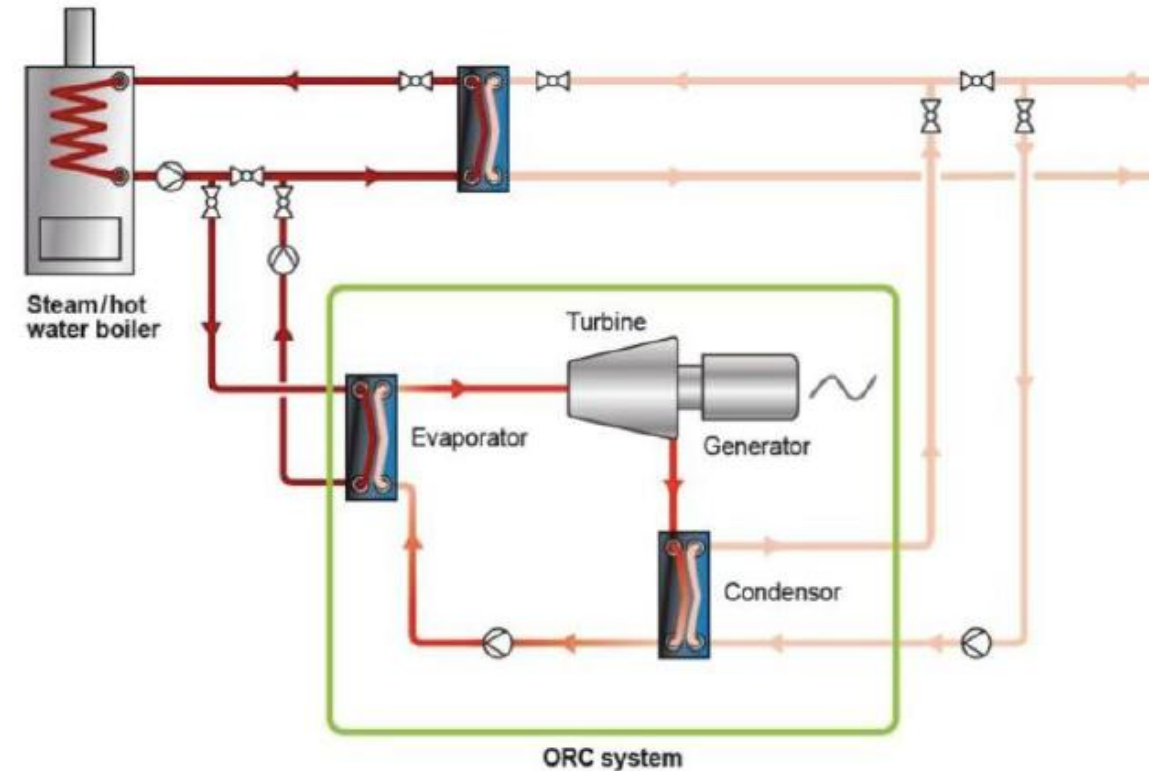 Steam/hot
water boiler
Turbine
Evaporator
Generator
Condensor
ORC system